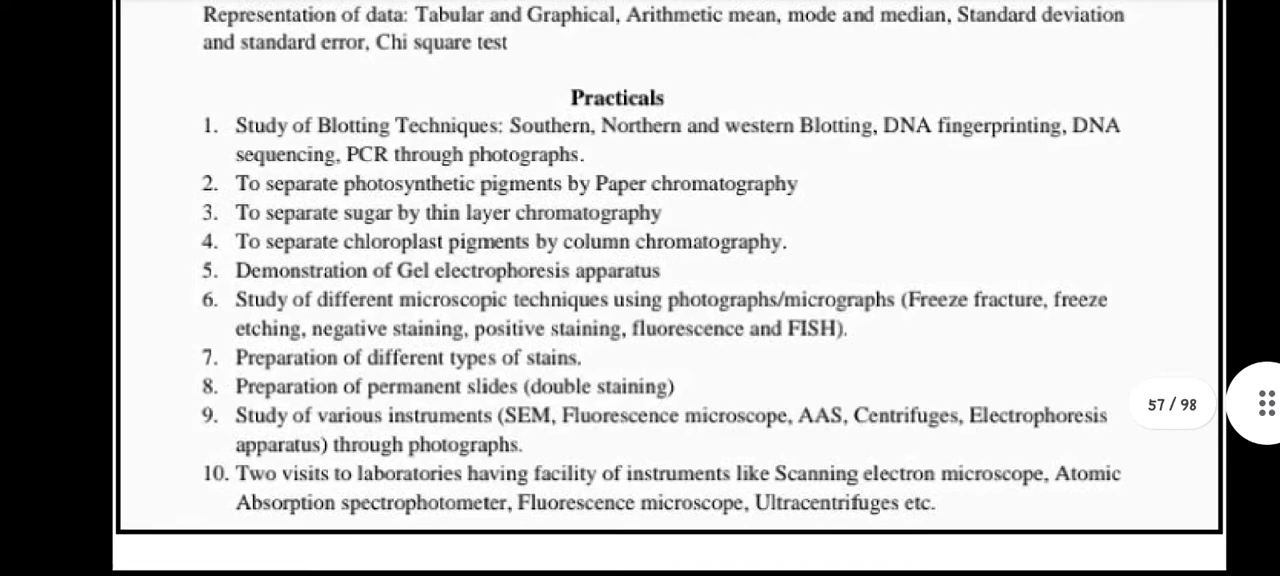 Representation of data: Tabular and Graphical, Arithmetic mean, mode and median, Standard deviation
and standard error, Chi square test
Practicals
1. Study of Blotting Techniques: Southern, Northern and western Blotting, DNA fingerprinting, DNA
sequencing, PCR through photographs.
2. To separate photosynthetic pigments by Paper chromatography
3. To separate sugar by thin layer chromatography
4. To separate chloroplast pigments by column chromatography.
5. Demonstration of Gel electrophoresis apparatus
6. Study of different microscopic techniques using photographs/micrographs (Freeze fracture, freeze
etching, negative staining, positive staining, fluorescence and FISH).
7. Preparation of different types of stains.
8. Preparation of permanent slides (double staining)
9. Study of various instruments (SEM, Fluorescence microscope, AAS, Centrifuges, Electrophoresis
apparatus) through photographs.
10. Two visits to laboratories having facility of instruments like Scanning electron microscope, Atomic
Absorption spectrophotometer, Fluorescence microscope, Ultracentrifuges etc.
57 / 98